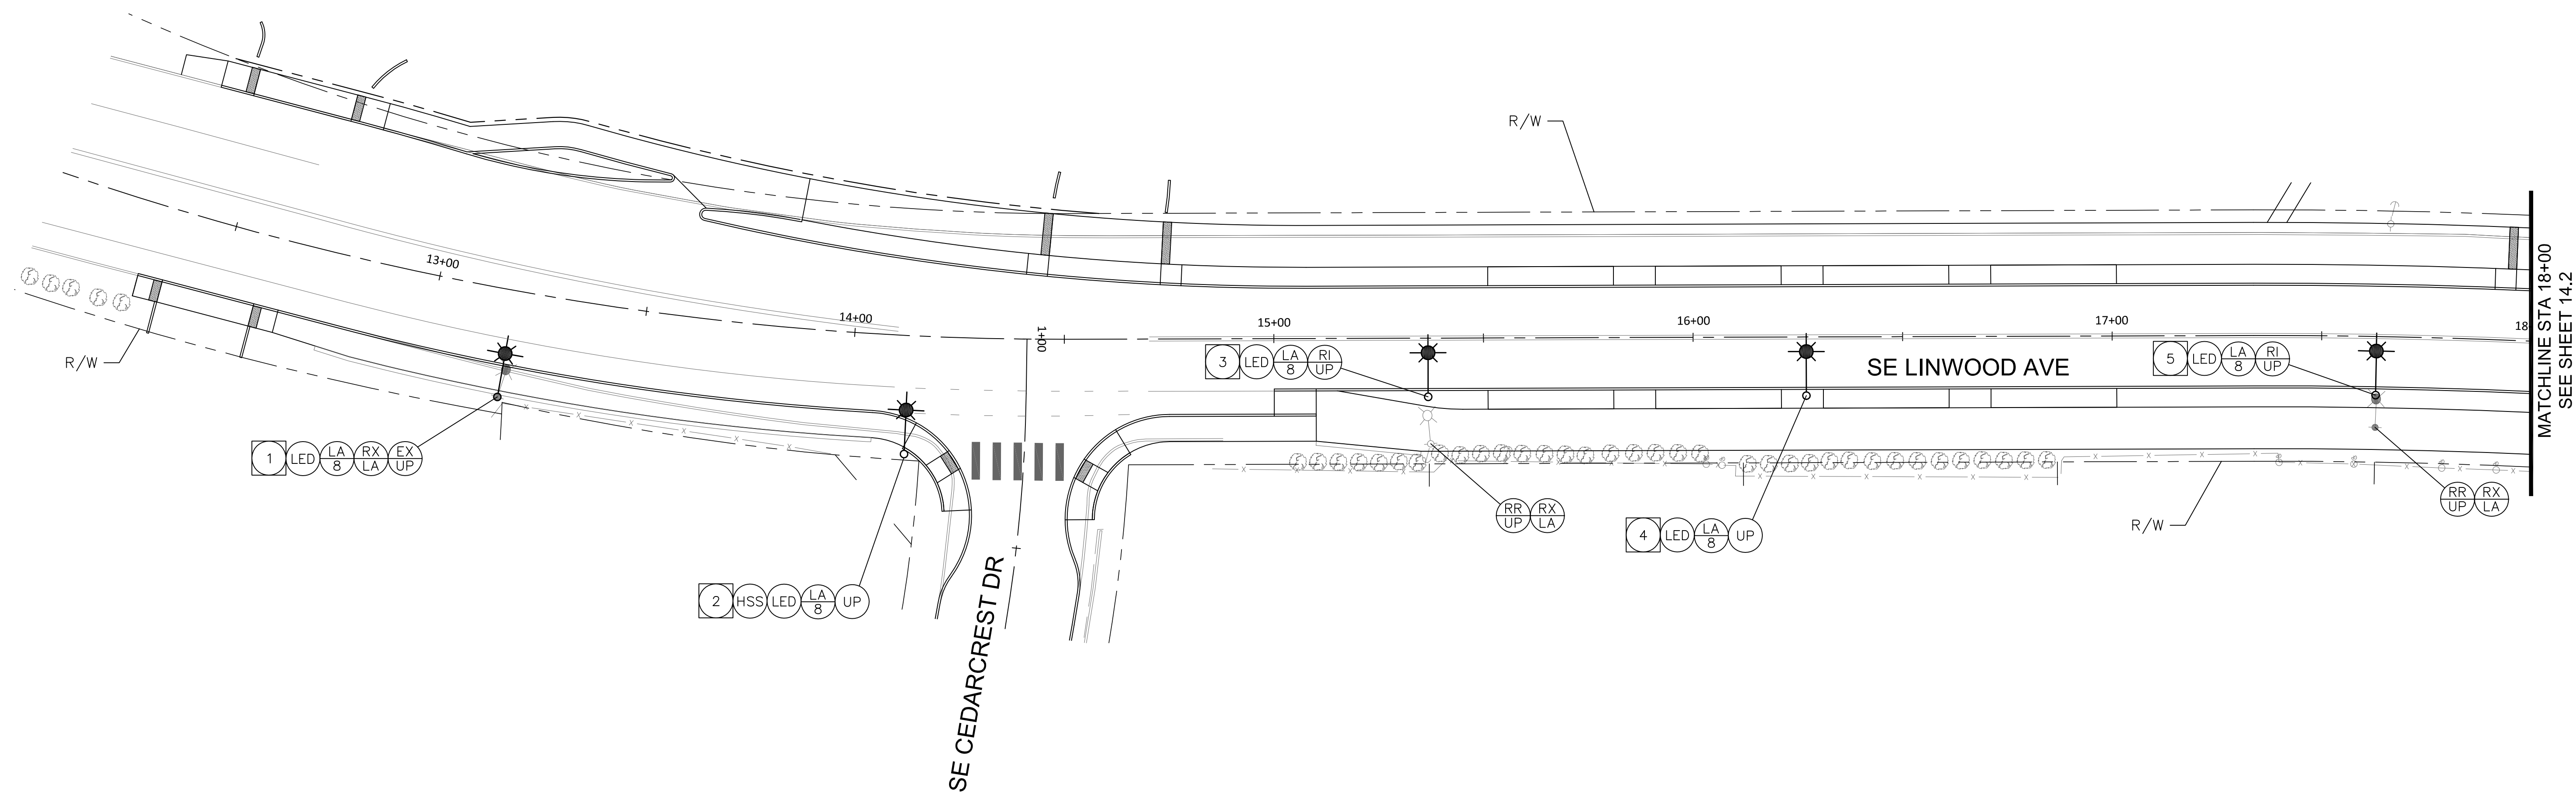 R/W
13+00
14+00
1+00
15+00
16+00
17+00
18
MATCHLINE STA 18+00
SEE SHEET 14.2
R/W
3 LED LA 8 RI UP
SE LINWOOD AVE
5 LED LA 8 RI UP
1 LED LA 8 RX LA EX UP
RR UP RX LA
RR UP RX LA
4 LED LA 8 UP
R/W
2 HSS LED LA 8 UP
SE CEDARCREST DR